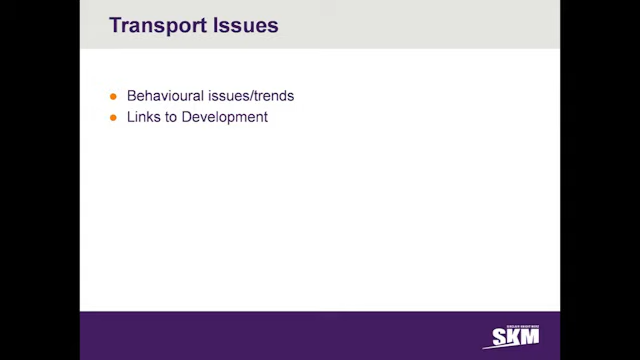 Transport Issues
Behavioural issues/trends
Links to Development
SKM